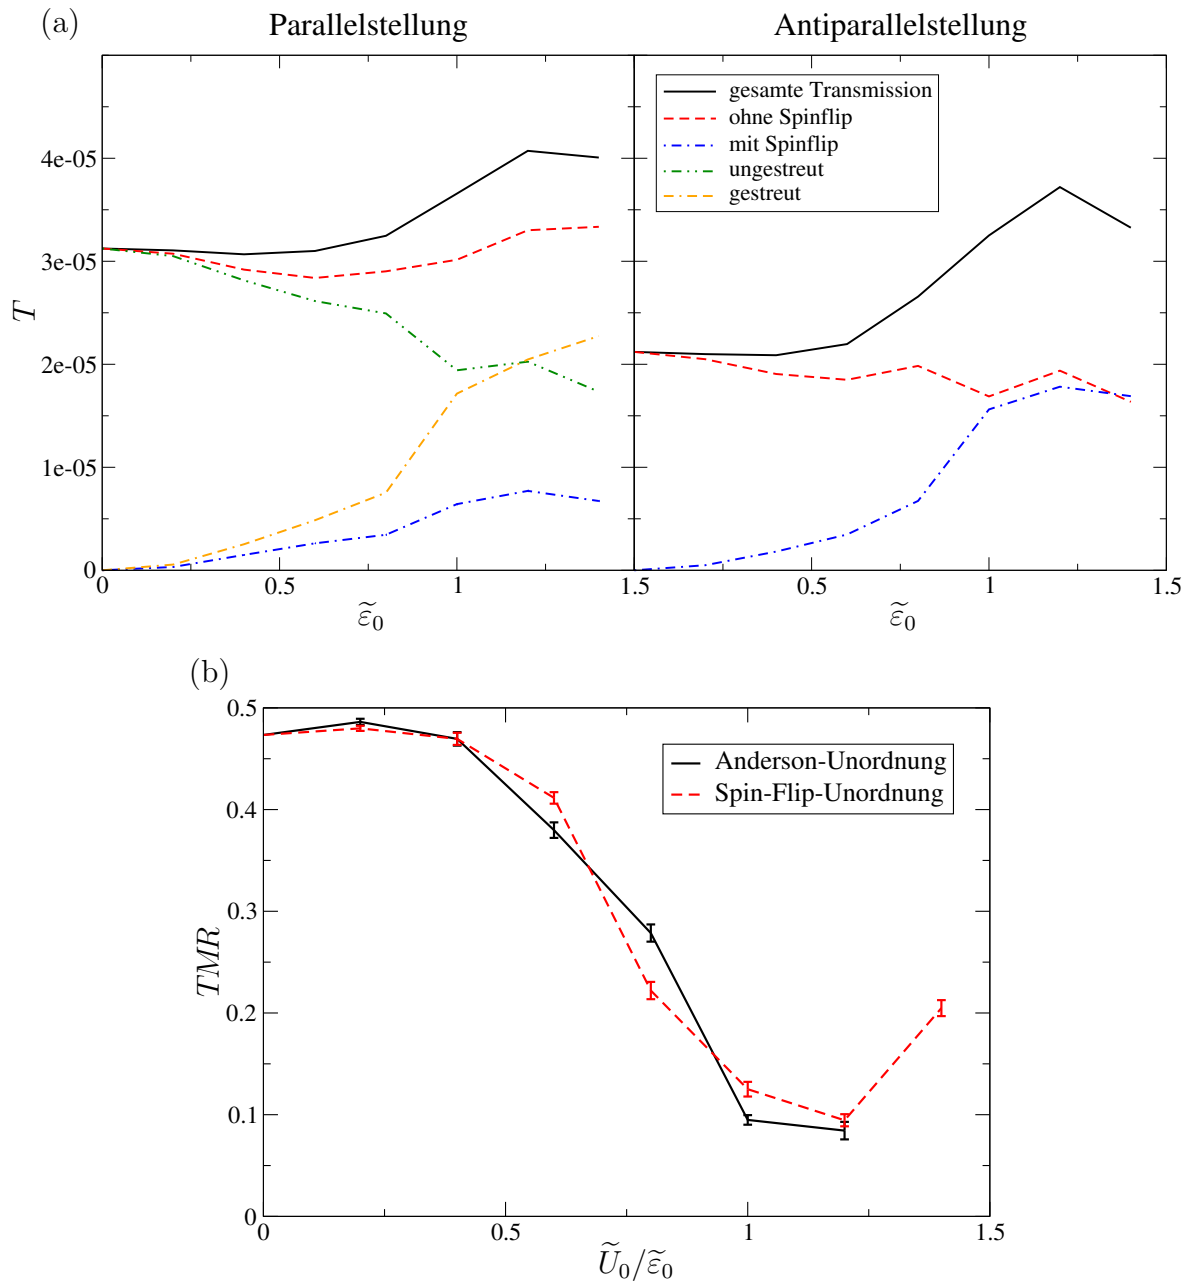 (a)
Parallelstellung
Antiparallelstellung
gesamte Transmission
ohne Spinflip
mit Spinflip
ungestreut
gestreut
4e-05
3e-05
2e-05
1e-05
0
T
0
0.5
1
1.5
0.5
1
1.5
ε̃₀
ε̃₀
(b)
0.5
0.4
0.3
0.2
0.1
0
TMR
Anderson-Unordnung
Spin-Flip-Unordnung
0
0.5
1
1.5
Ũ₀/ε̃₀